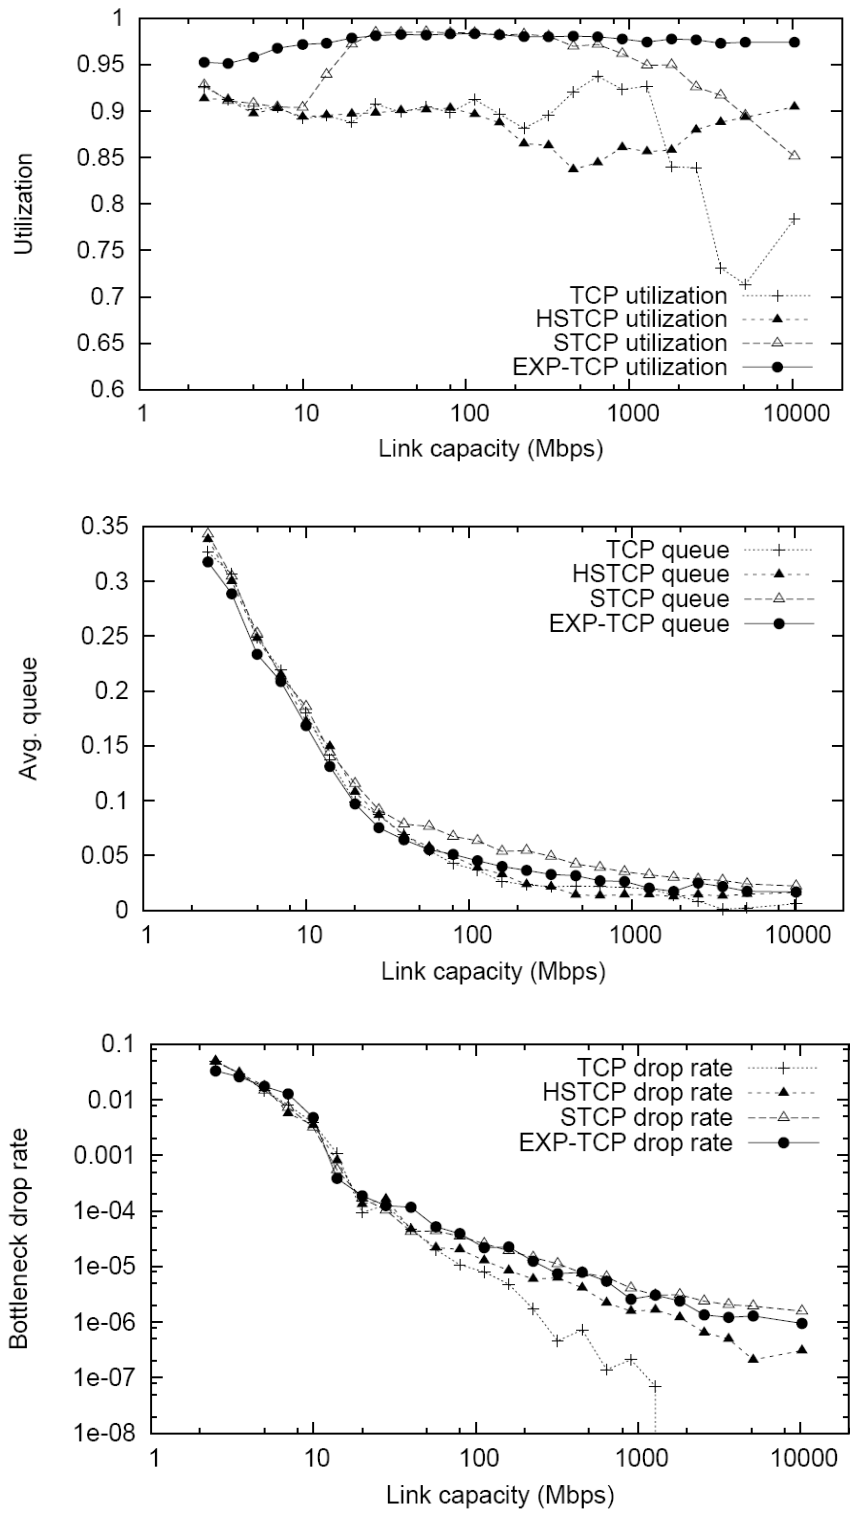 1
0.95
0.9
0.85
0.8
0.75
0.7
0.65
0.6
Utilization
TCP utilization
HSTCP utilization
STCP utilization
EXP-TCP utilization
1 10 100 1000 10000
Link capacity (Mbps)
0.35
0.3
0.25
0.2
0.15
0.1
0.05
0
Avg. queue
TCP queue
HSTCP queue
STCP queue
EXP-TCP queue
1 10 100 1000 10000
Link capacity (Mbps)
0.1
0.01
0.001
1e-04
1e-05
1e-06
1e-07
1e-08
Bottleneck drop rate
TCP drop rate
HSTCP drop rate
STCP drop rate
EXP-TCP drop rate
1 10 100 1000 10000
Link capacity (Mbps)